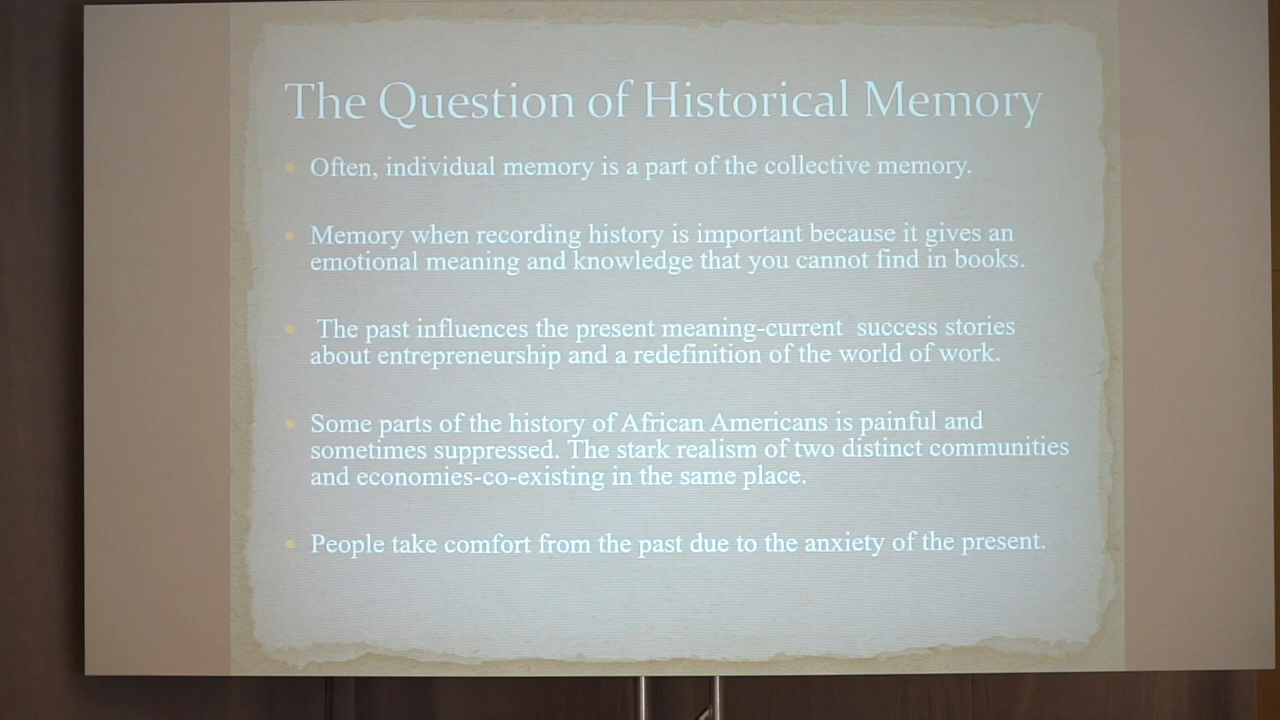 The Question of Historical Memory
• Often, individual memory is a part of the collective memory.
• Memory when recording history is important because it gives an
emotional meaning and knowledge that you cannot find in books.
• The past influences the present meaning-current  success stories
about entrepreneurship and a redefinition of the world of work.
• Some parts of the history of African Americans is painful and
sometimes suppressed. The stark realism of two distinct communities
and economies-co-existing in the same place.
• People take comfort from the past due to the anxiety of the present.